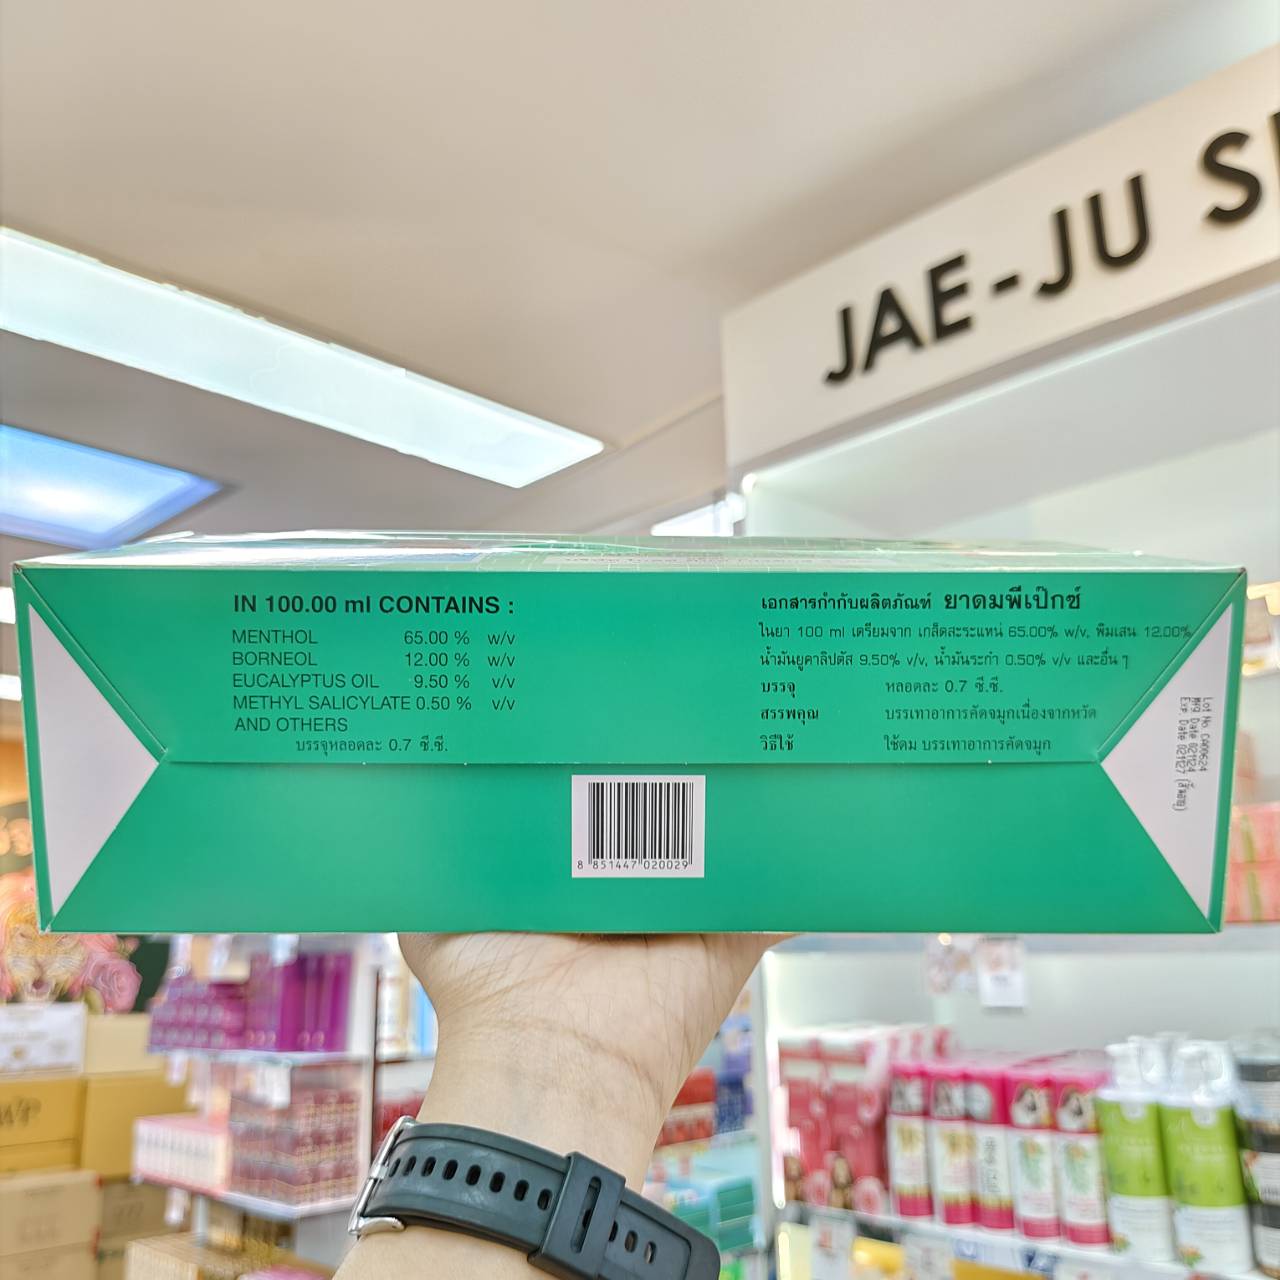 JAE-JU S
IN 100.00 ml CONTAINS :
MENTHOL 65.00 % w/v
BORNEOL 12.00 % w/v
EUCALYPTUS OIL 9.50 % v/v
METHYL SALICYLATE 0.50 % v/v
AND OTHERS
บรรจุหลอดละ 0.7 ซี.ซี.
เอกสารกำกับผลิตภัณฑ์ ยาดมพีเป๊กซ์
ในยา 100 ml เตรียมจาก เกล็ดสะระแหน่ 65.00% w/v, พิมเสน 12.00%
น้ำมันยูคาลิปตัส 9.50% v/v, น้ำมันระกำ 0.50% v/v และอื่น ๆ
บรรจุ หลอดละ 0.7 ซี.ซี.
สรรพคุณ บรรเทาอาการคัดจมูกเนื่องจากหวัด
วิธีใช้ ใช้ดม บรรเทาอาการคัดจมูก
Lot No. CA00624
Mfg Date 021124
Exp. Date 021127
8 851447 020029